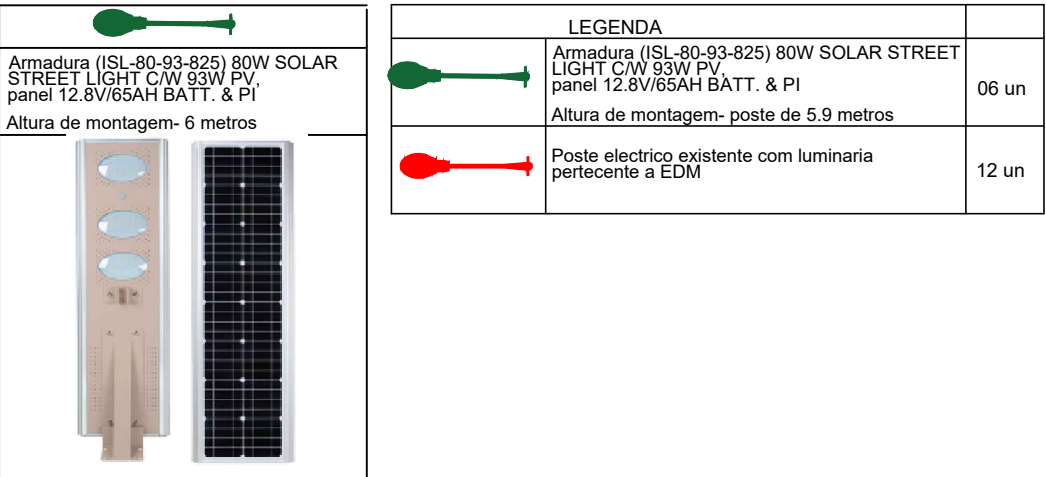 Armadura (ISL-80-93-825) 80W SOLAR
STREET LIGHT C/W 93W PV,
panel 12.8V/65AH BATT. & PI
Altura de montagem- 6 metros
LEGENDA
Armadura (ISL-80-93-825) 80W SOLAR STREET
LIGHT C/W 93W PV,
panel 12.8V/65AH BATT. & PI
Altura de montagem- poste de 5.9 metros
06 un
Poste electrico existente com luminaria
pertecente a EDM
12 un